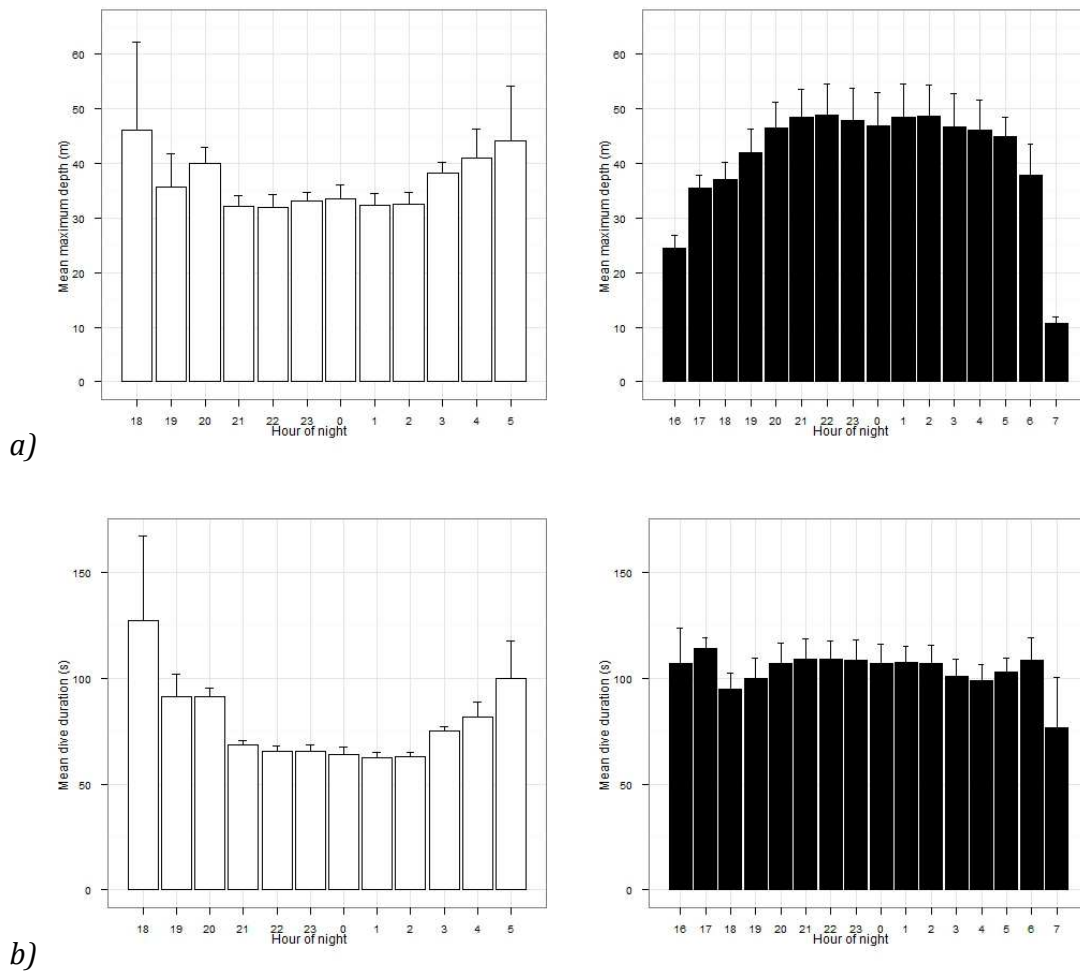 Mean maximum depth (m)
60
50
40
30
20
10
0
18 19 20 21 22 23 0 1 2 3 4 5
Hour of night
Mean maximum depth (m)
60
50
40
30
20
10
0
16 17 18 19 20 21 22 23 0 1 2 3 4 5 6 7
Hour of night
a)
Mean dive duration (s)
150
100
50
0
18 19 20 21 22 23 0 1 2 3 4 5
Hour of night
Mean dive duration (s)
150
100
50
0
16 17 18 19 20 21 22 23 0 1 2 3 4 5 6 7
Hour of night
b)